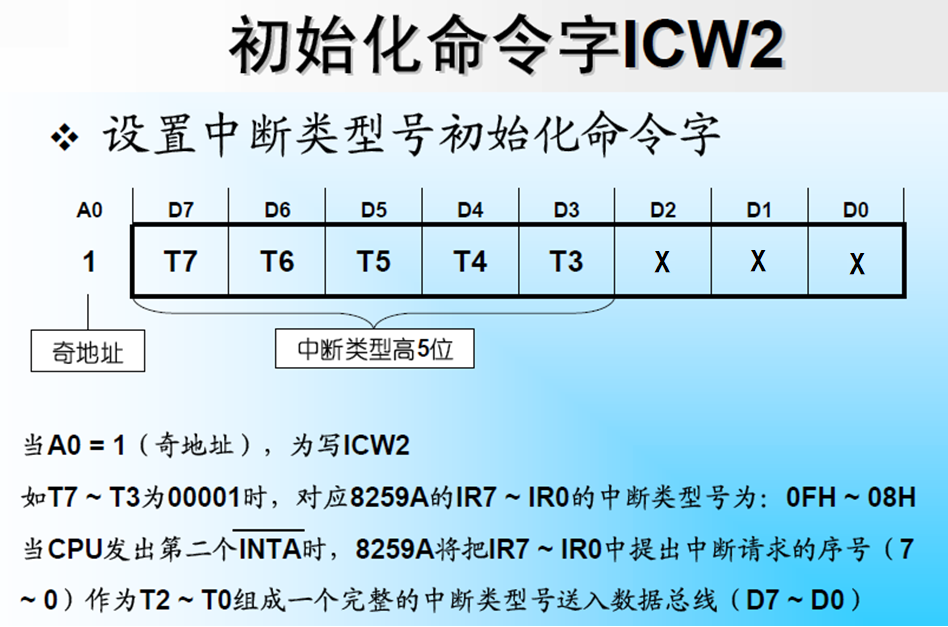 初始化命令字ICW2
❖ 设置中断类型号初始化命令字
A0 D7 D6 D5 D4 D3 D2 D1 D0
1 T7 T6 T5 T4 T3 X X X
奇地址 中断类型高5位
当A0 = 1（奇地址），为写ICW2
如T7 ~ T3为00001时，对应8259A的IR7 ~ IR0的中断类型号为：0FH ~ 08H
当CPU发出第二个I̅N̅T̅A̅时，8259A将把IR7 ~ IR0中提出中断请求的序号（7
~ 0）作为T2 ~ T0组成一个完整的中断类型号送入数据总线（D7 ~ D0）